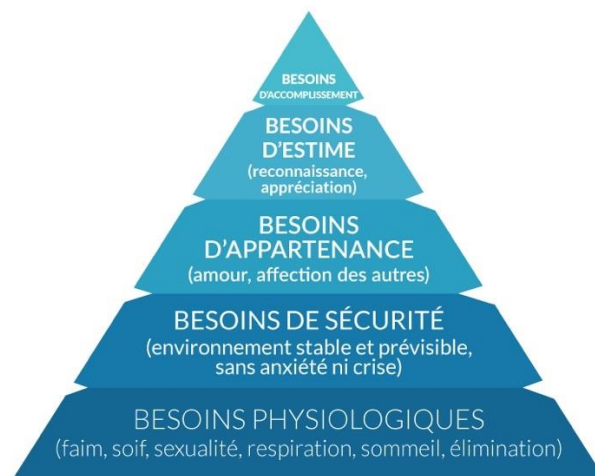 BESOINS
D'ACCOMPLISSEMENT
BESOINS
D'ESTIME
(reconnaissance,
appréciation)
BESOINS
D'APPARTENANCE
(amour, affection des autres)
BESOINS DE SÉCURITÉ
(environnement stable et prévisible,
sans anxiété ni crise)
BESOINS PHYSIOLOGIQUES
(faim, soif, sexualité, respiration, sommeil, élimination)